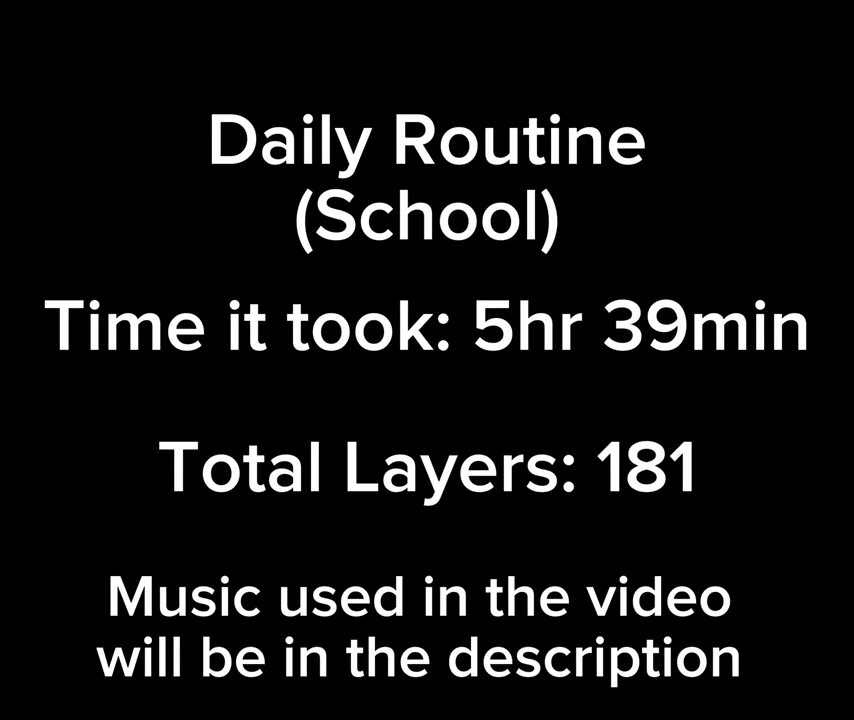 Daily Routine
(School)
Time it took: 5hr 39min
Total Layers: 181
Music used in the video
will be in the description